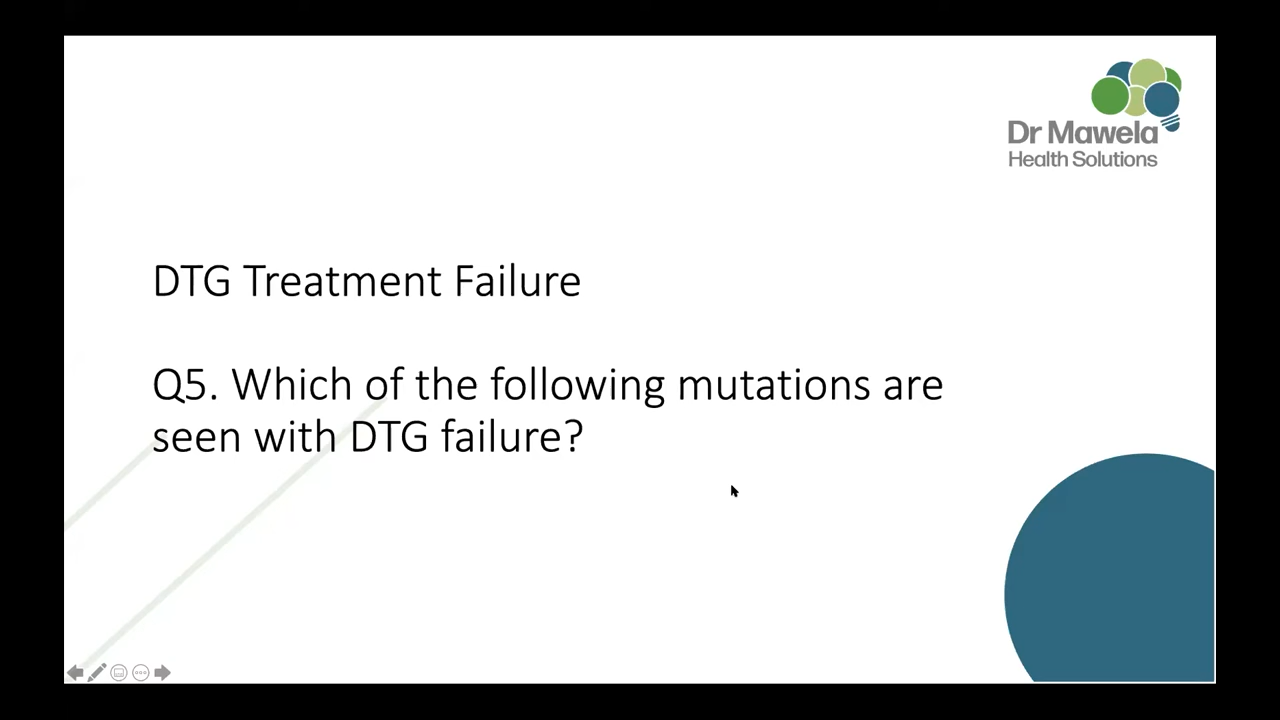 Dr Mawela
Health Solutions
DTG Treatment Failure
Q5. Which of the following mutations are
seen with DTG failure?